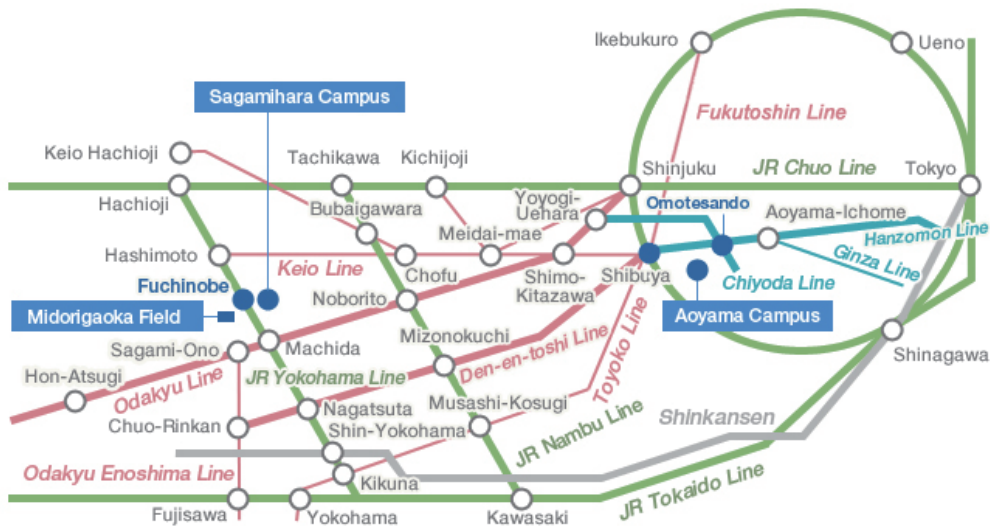 Ikebukuro
Ueno
Sagamihara Campus
Fukutoshin Line
Keio Hachioji
Tachikawa
Kichijoji
Shinjuku
JR Chuo Line
Tokyo
Hachioji
Bubaigawara
Yoyogi-
Uehara
Omotesando
Aoyama-Ichome
Meidai-mae
Hanzomon Line
Hashimoto
Keio Line
Chofu
Shimo-
Kitazawa
Shibuya
Ginza Line
Chiyoda Line
Fuchinobe
Noborito
Midorigaoka Field
Aoyama Campus
Mizonokuchi
Sagami-Ono
Machida
Den-en-toshi Line
Toyoko Line
Shinagawa
Hon-Atsugi
Odakyu Line
JR Yokohama Line
Musashi-Kosugi
Nagatsuta
Chuo-Rinkan
Shin-Yokohama
JR Nambu Line
Shinkansen
Odakyu Enoshima Line
Kikuna
JR Tokaido Line
Fujisawa
Yokohama
Kawasaki